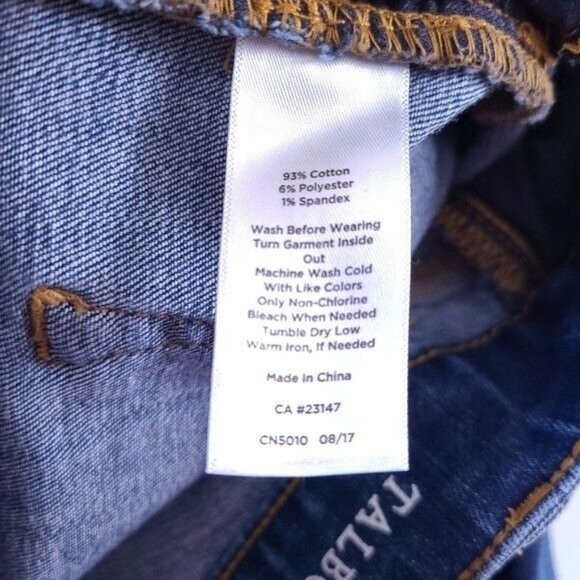 93% Cotton
6% Polyester
1% Spandex
Wash Before Wearing
Turn Garment Inside
Out
Machine Wash Cold
With Like Colors
Only Non-Chlorine
Bleach When Needed
Tumble Dry Low
Warm Iron, If Needed
Made in China
CA #23147
CN5010 08/17
TALBO